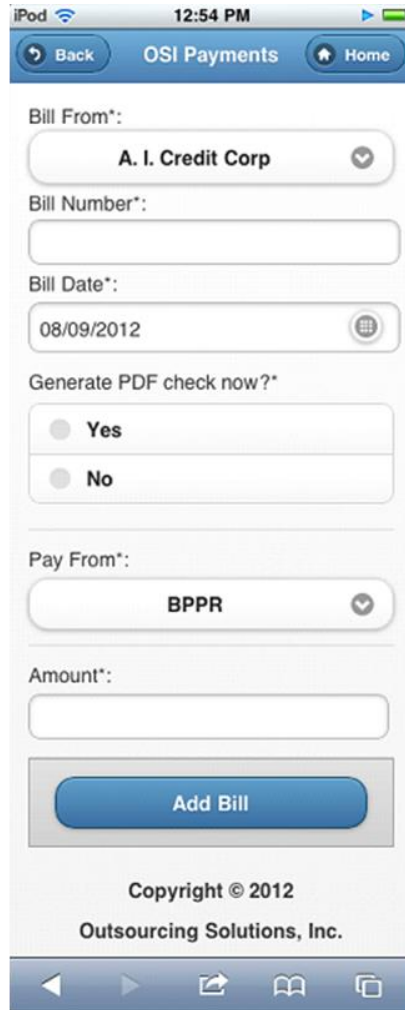 iPod 12:54 PM
Back OSI Payments Home
Bill From*:
A. I. Credit Corp
Bill Number*:
Bill Date*:
08/09/2012
Generate PDF check now?*
Yes
No
Pay From*:
BPPR
Amount*:
Add Bill
Copyright © 2012
Outsourcing Solutions, Inc.